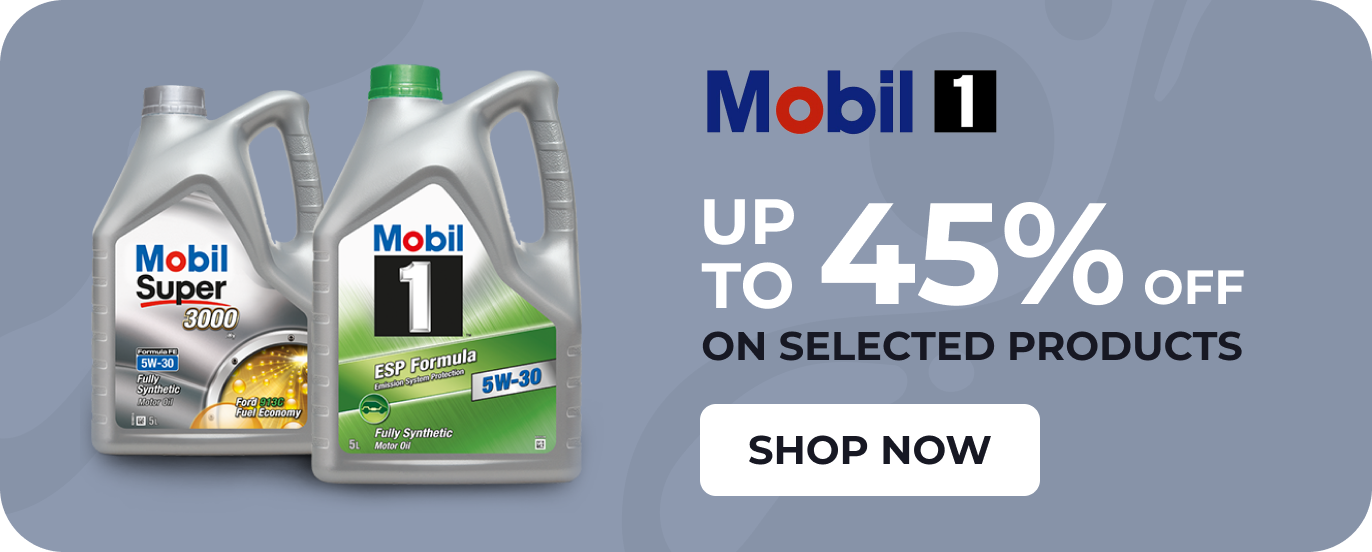 Mobil
Super
3000
Formula FE
5W-30
Fully
Synthetic
Motor Oil
Ford 913C
Fuel Economy
5L
Mobil
1
ESP Formula
Emission System Protection
5W-30
Fully Synthetic
5L Motor Oil
Mobil 1
UP TO 45% OFF
ON SELECTED PRODUCTS
SHOP NOW